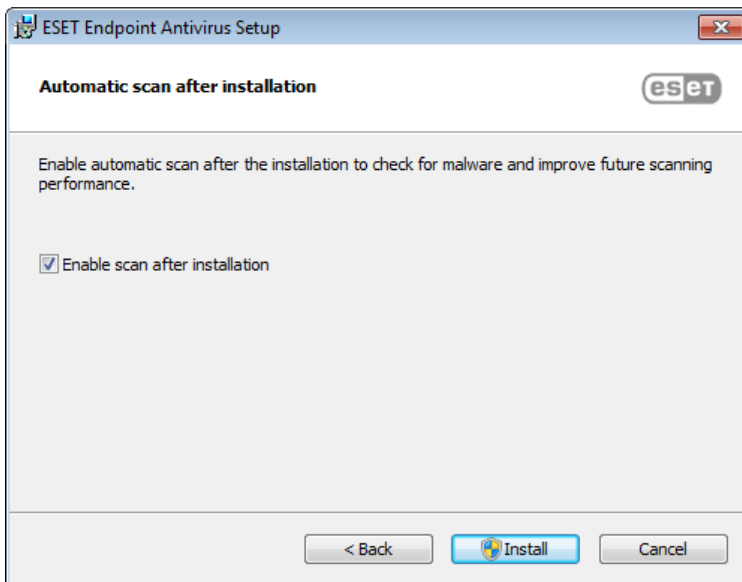 ESET Endpoint Antivirus Setup
Automatic scan after installation
eseT
Enable automatic scan after the installation to check for malware and improve future scanning
performance.
Enable scan after installation
< Back
Install
Cancel